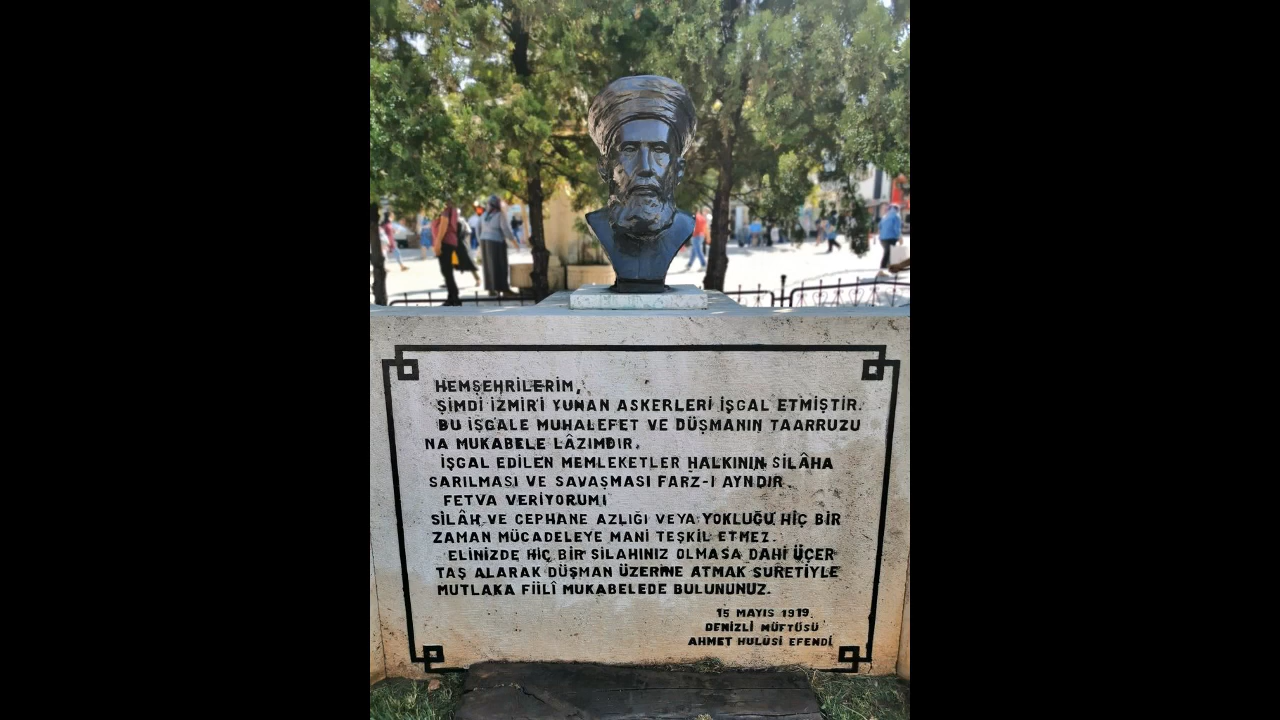 HEMŞEHRİLERİM,
ŞİMDİ İZMİR'İ YUNAN ASKERLERİ İŞGAL ETMİŞTİR.
BU İŞGALE MUHALEFET VE DÜŞMANIN TAARRUZU
NA MUKABELE LÂZIMDIR.
İŞGAL EDİLEN MEMLEKETLER HALKININ SİLÂHA
SARILMASI VE SAVAŞMASI FARZ-I AYNDIR.
FETVA VERİYORUM!
SİLÂH VE CEPHANE AZLIĞI VEYA YOKLUĞU HİÇ BİR
ZAMAN MÜCADELEYE MANİ TEŞKİL ETMEZ.
ELİNİZDE HİÇ BİR SİLAHINIZ OLMASA DAHİ ÜÇER
TAŞ ALARAK DÜŞMAN ÜZERİNE ATMAK SURETİYLE
MUTLAKA FİİLÎ MUKABELEDE BULUNUNUZ.
15 MAYIS 1919
DENİZLİ MÜFTÜSÜ
AHMET HULÛSİ EFENDİ